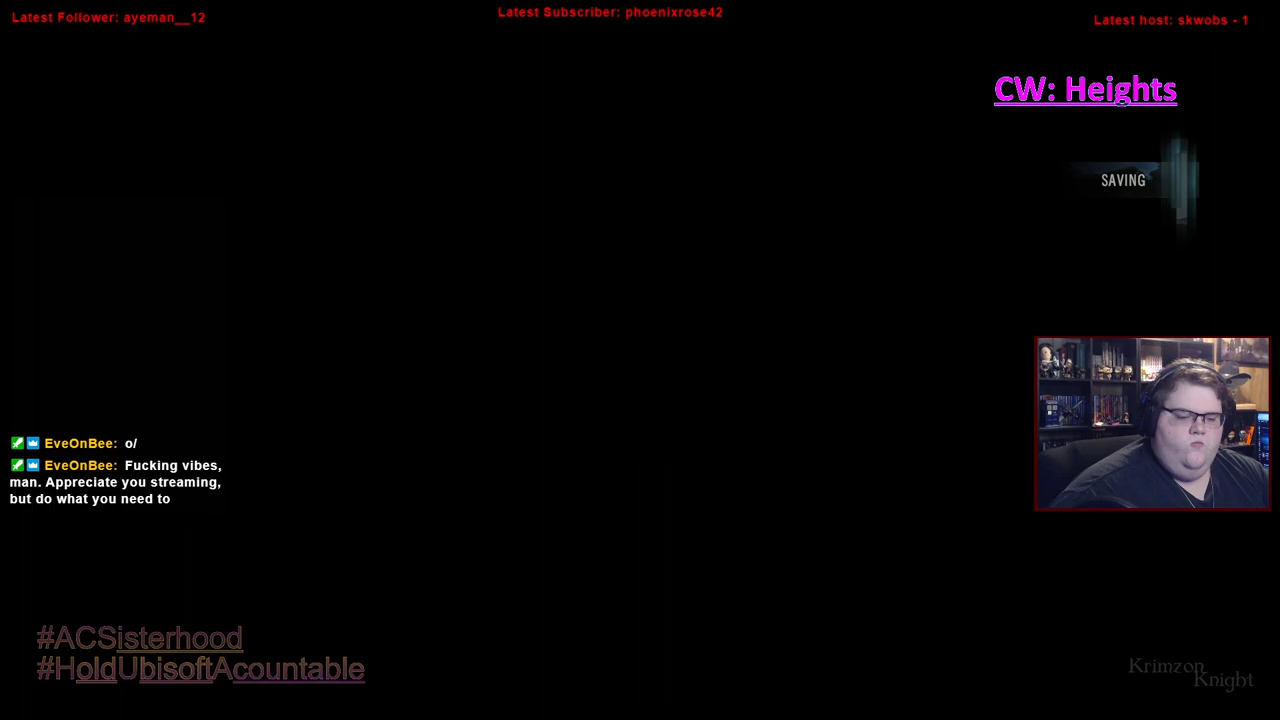 Latest Follower: ayeman__12
Latest Subscriber: phoenixrose42
Latest host: skwobs - 1
CW: Heights
SAVING
EveOnBee: o/
EveOnBee: Fucking vibes,
man. Appreciate you streaming,
but do what you need to
#ACSisterhood
#HoldUbisoftAcountable
Krimzon
Knight